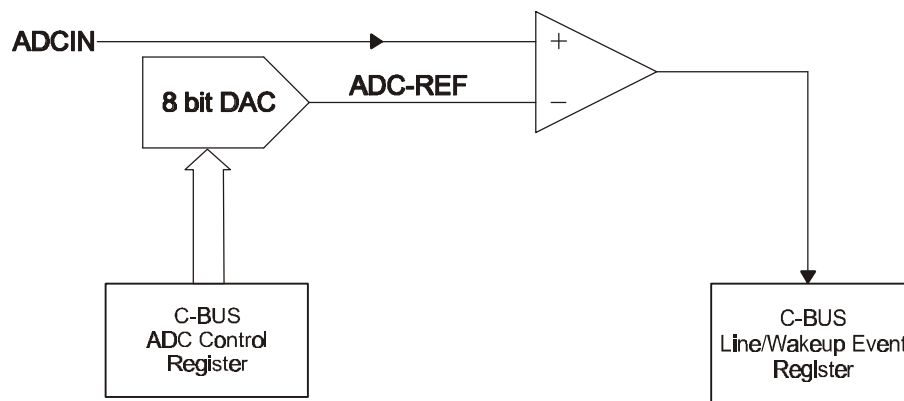 ADCIN
+
8 bit DAC
ADC-REF
−
C-BUS
ADC Control
Register
C-BUS
Line/Wakeup Event
Register